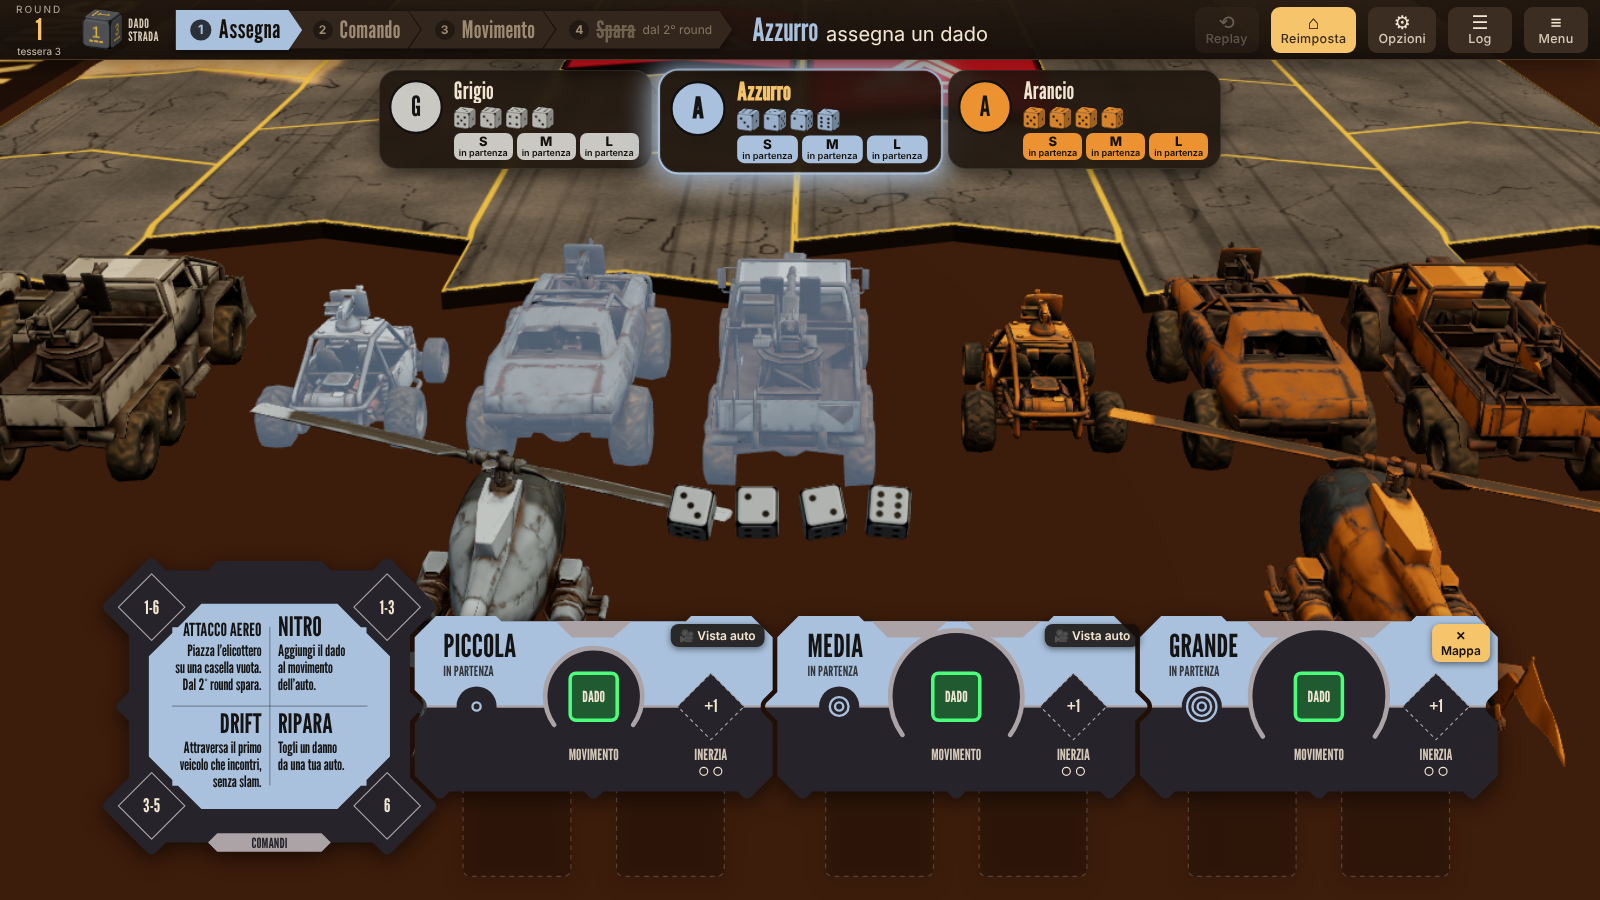 ROUND
1
tessera 3
1
3
DADO
STRADA
1 Assegna
2 Comando
3 Movimento
4 Spara dal 2° round
Azzurro assegna un dado
Replay
Reimposta
Opzioni
Log
Menu
G
Grigio
S
in partenza
M
in partenza
L
in partenza
A
Azzurro
S
in partenza
M
in partenza
L
in partenza
A
Arancio
S
in partenza
M
in partenza
L
in partenza
1-6
1-3
ATTACCO AEREO
Piazza l'elicottero
su una casella vuota.
Dal 2° round spara.
NITRO
Aggiungi il dado
al movimento
dell'auto.
DRIFT
Attraversa il primo
veicolo che incontri,
senza slam.
RIPARA
Togli un danno
da una tua auto.
3-5
6
COMANDI
PICCOLA
IN PARTENZA
Vista auto
DADO
+1
MOVIMENTO
INERZIA
MEDIA
IN PARTENZA
Vista auto
DADO
+1
MOVIMENTO
INERZIA
GRANDE
IN PARTENZA
×
Mappa
DADO
+1
MOVIMENTO
INERZIA